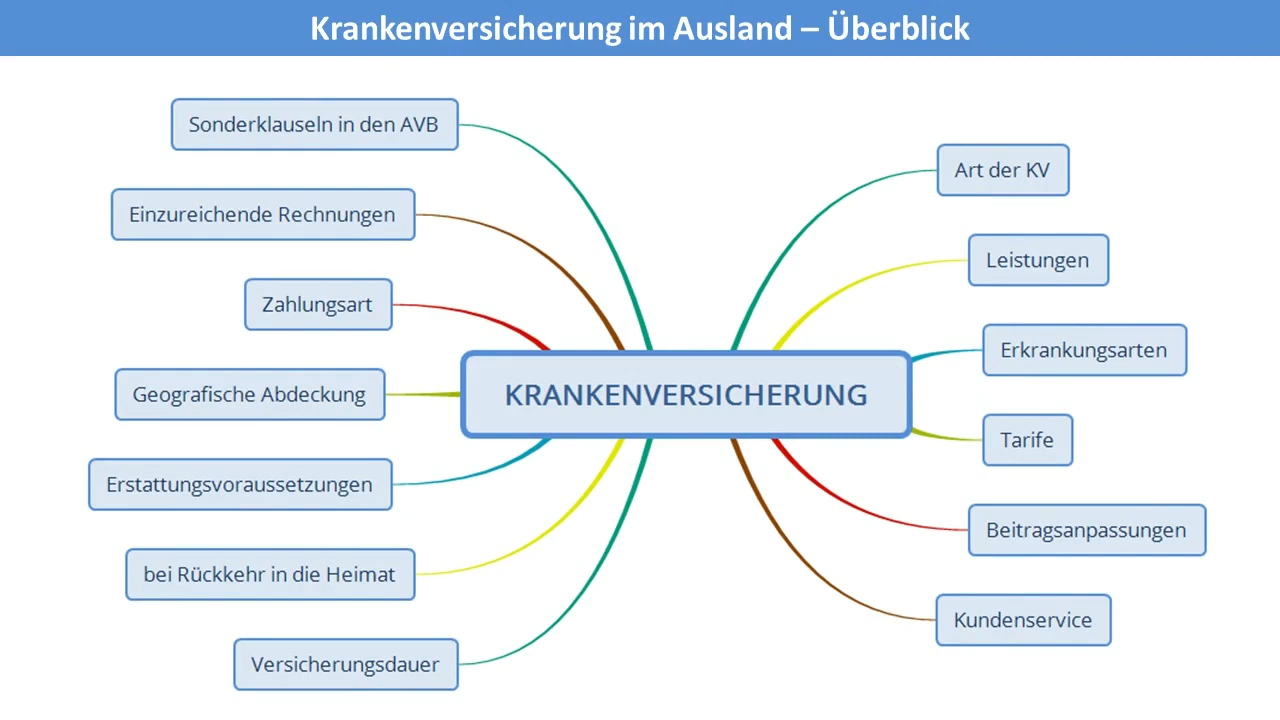 Krankenversicherung im Ausland – Überblick
Sonderklauseln in den AVB
Einzureichende Rechnungen
Zahlungsart
Geografische Abdeckung
Erstattungsvoraussetzungen
bei Rückkehr in die Heimat
Versicherungsdauer
KRANKENVERSICHERUNG
Art der KV
Leistungen
Erkrankungsarten
Tarife
Beitragsanpassungen
Kundenservice